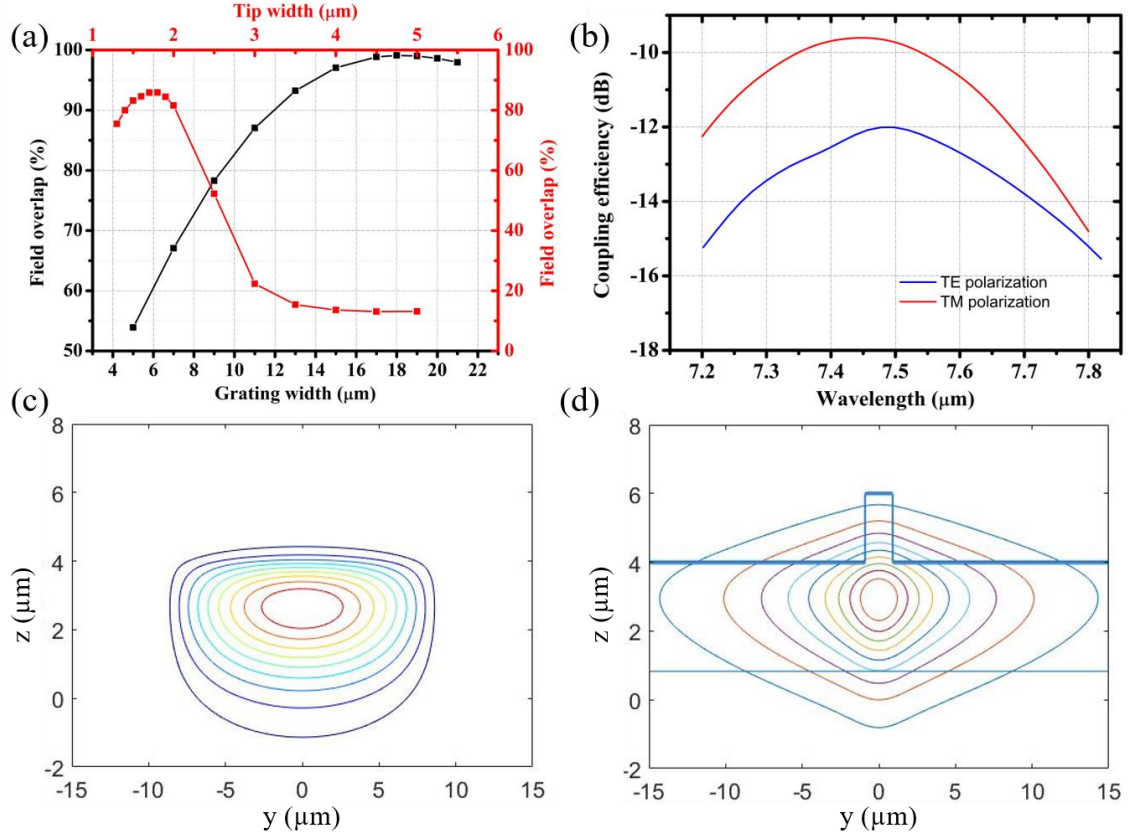 (a)
Tip width (μm)
1 2 3 4 5 6
Field overlap (%)
100
90
80
70
60
50
Field overlap (%)
100
80
60
40
20
0
4 6 8 10 12 14 16 18 20 22
Grating width (μm)
(b)
Coupling efficiency (dB)
-10
-12
-14
-16
-18
TE polarization
TM polarization
7.2 7.3 7.4 7.5 7.6 7.7 7.8
Wavelength (μm)
(c)
z (μm)
8
6
4
2
0
-2
-15 -10 -5 0 5 10 15
y (μm)
(d)
z (μm)
8
6
4
2
0
-2
-15 -10 -5 0 5 10 15
y (μm)